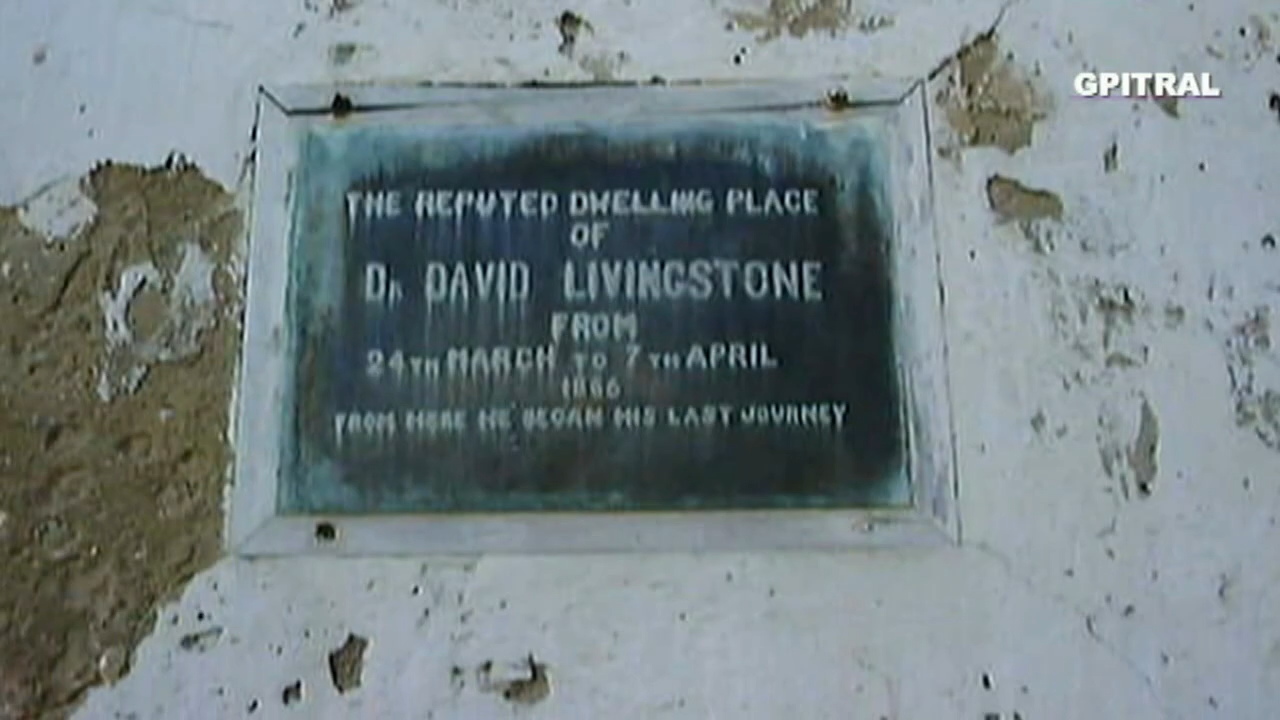 GPITRAL
THE REPUTED DWELLING PLACE
OF
DR DAVID LIVINGSTONE
FROM
24TH MARCH TO 7TH APRIL
1866
FROM HERE HE BEGAN HIS LAST JOURNEY